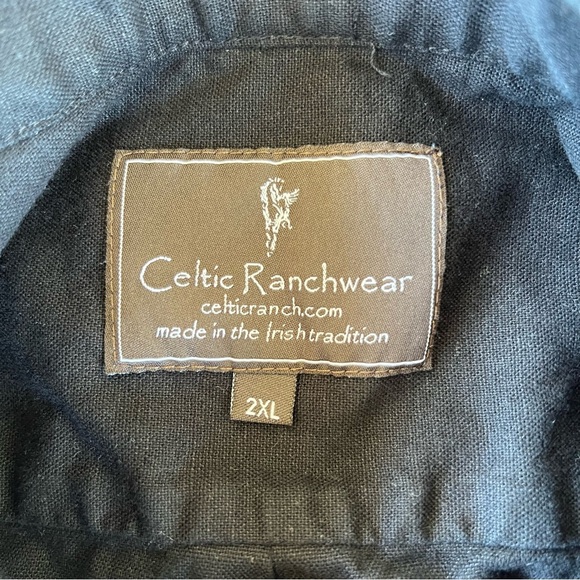 Celtic Ranchwear
celticranch.com
made in the Irish tradition
2XL